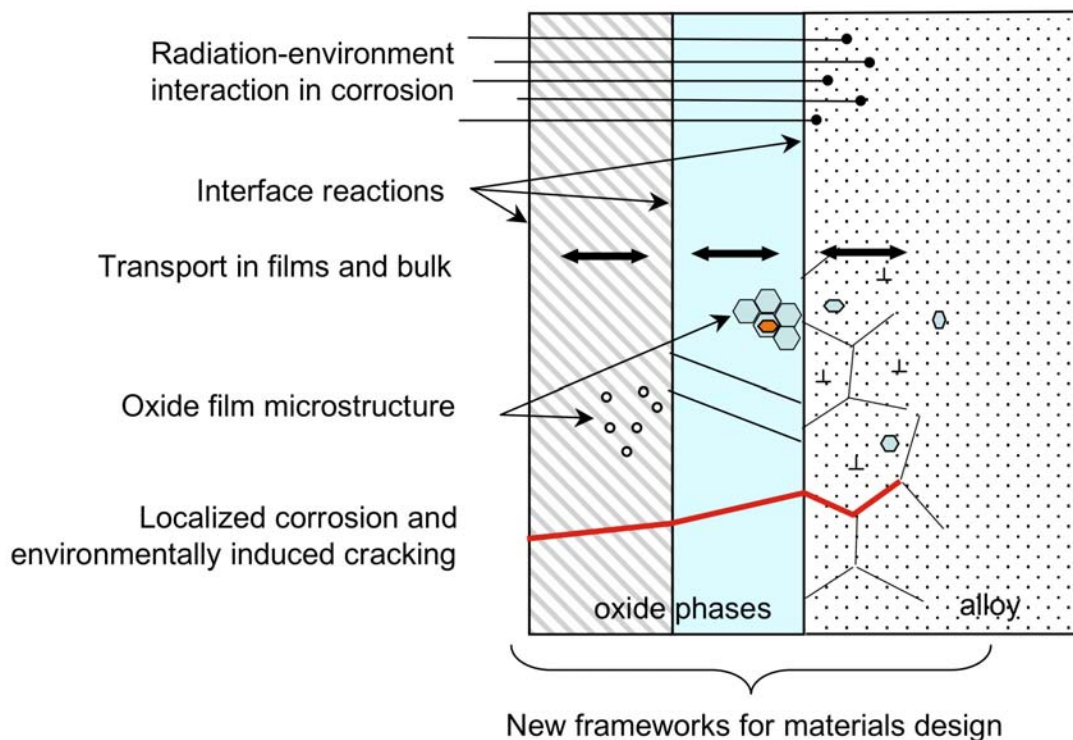 Radiation-environment
interaction in corrosion
Interface reactions
Transport in films and bulk
Oxide film microstructure
Localized corrosion and
environmentally induced cracking
oxide phases
alloy
New frameworks for materials design